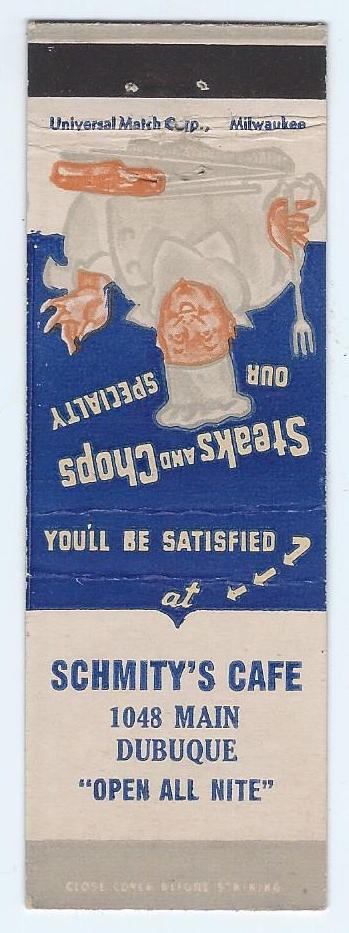 Universal Match Corp., Milwaukee
Steaks AND Chops
OUR SPECIALTY
YOU'LL BE SATISFIED
at
SCHMITY'S CAFE
1048 MAIN
DUBUQUE
"OPEN ALL NITE"
CLOSE COVER BEFORE STRIKING